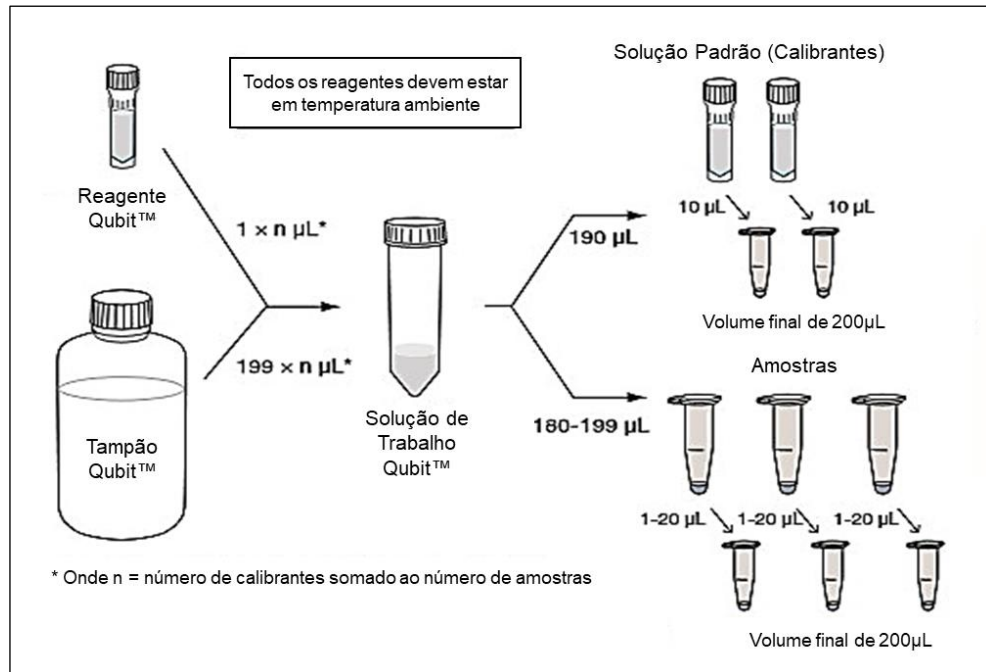 Todos os reagentes devem estar
em temperatura ambiente
Reagente
Qubit™
1 × n µL*
199 × n µL*
Tampão
Qubit™
Solução de
Trabalho
Qubit™
Solução Padrão (Calibrantes)
190 µL
10 µL
10 µL
Volume final de 200µL
Amostras
180-199 µL
1-20 µL
1-20 µL
1-20 µL
Volume final de 200µL
* Onde n = número de calibrantes somado ao número de amostras